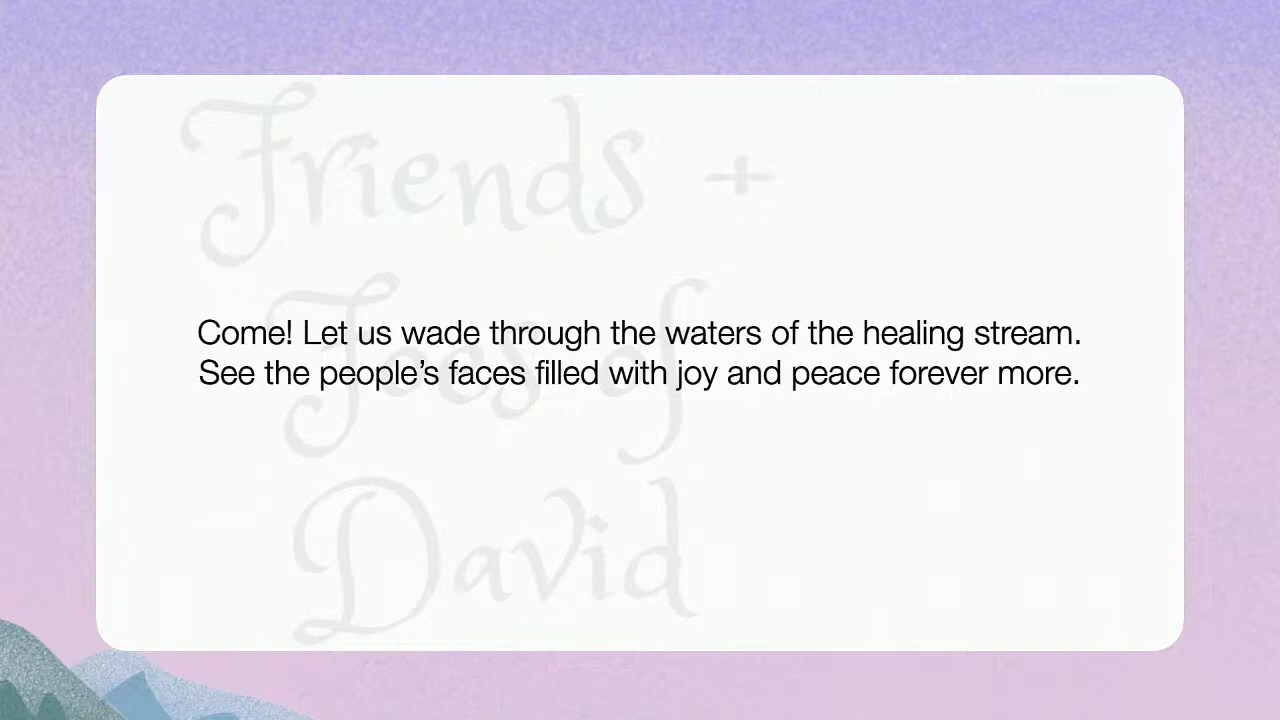 Friends +
Foes of
David
Come! Let us wade through the waters of the healing stream.
See the people’s faces filled with joy and peace forever more.